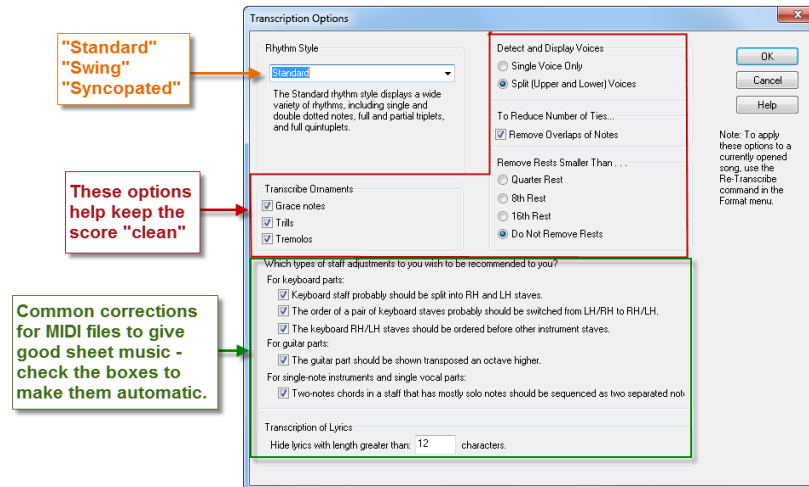 Transcription Options
"Standard"
"Swing"
"Syncopated"
Rhythm Style
Standard
The Standard rhythm style displays a wide
variety of rhythms, including single and
double dotted notes, full and partial triplets,
and full quintuplets.
Detect and Display Voices
Single Voice Only
Split (Upper and Lower) Voices
To Reduce Number of Ties...
Remove Overlaps of Notes
Remove Rests Smaller Than . . .
Quarter Rest
8th Rest
16th Rest
Do Not Remove Rests
OK
Cancel
Help
Note: To apply
these options to a
currently opened
song, use the
Re-Transcribe
command in the
Format menu.
These options
help keep the
score "clean"
Transcribe Ornaments
Grace notes
Trills
Tremolos
Common corrections
for MIDI files to give
good sheet music -
check the boxes to
make them automatic.
Which types of staff adjustments to you wish to be recommended to you?
For keyboard parts:
Keyboard staff probably should be split into RH and LH staves.
The order of a pair of keyboard staves probably should be switched from LH/RH to RH/LH.
The keyboard RH/LH staves should be ordered before other instrument staves.
For guitar parts:
The guitar part should be shown transposed an octave higher.
For single-note instruments and single vocal parts:
Two-notes chords in a staff that has mostly solo notes should be sequenced as two separated not
Transcription of Lyrics
Hide lyrics with length greater than: 12 characters.